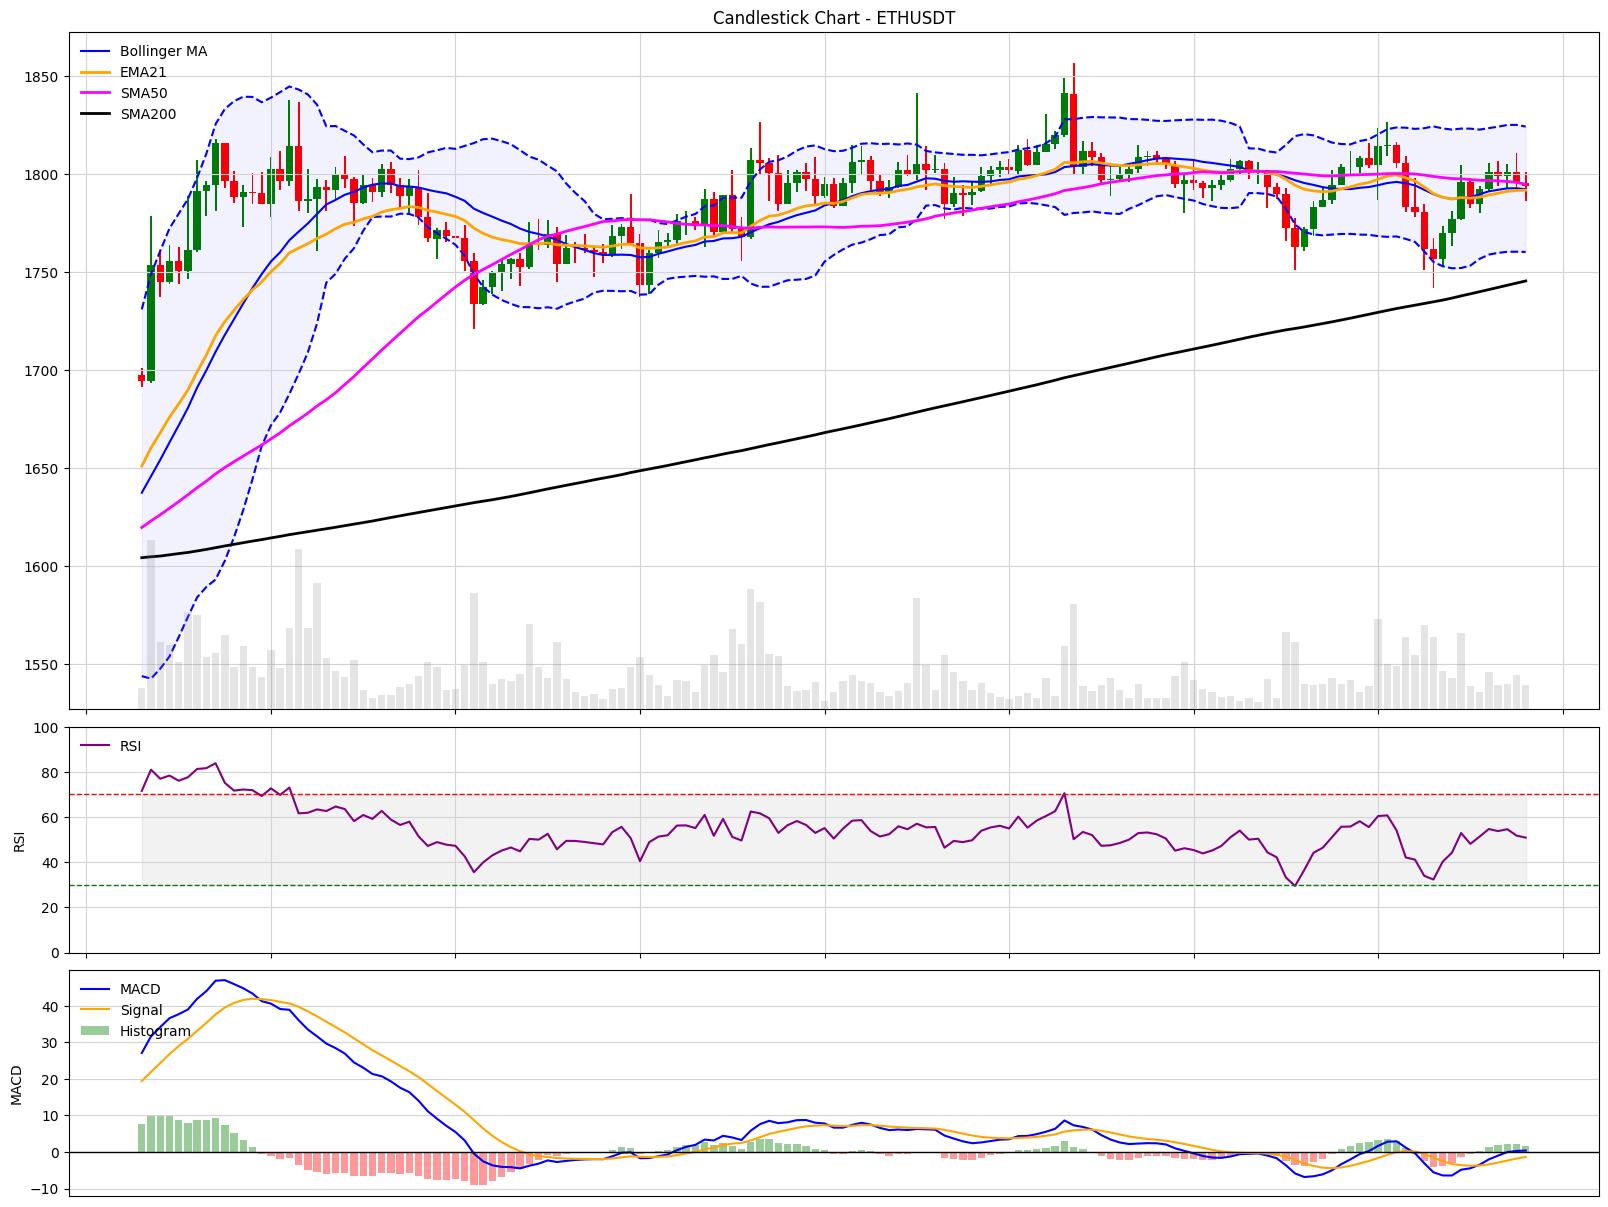 Candlestick Chart - ETHUSDT
Bollinger MA
EMA21
SMA50
SMA200
1850
1800
1750
1700
1650
1600
1550
RSI
RSI
100
80
60
40
20
0
MACD
Signal
Histogram
MACD
40
30
20
10
0
−10